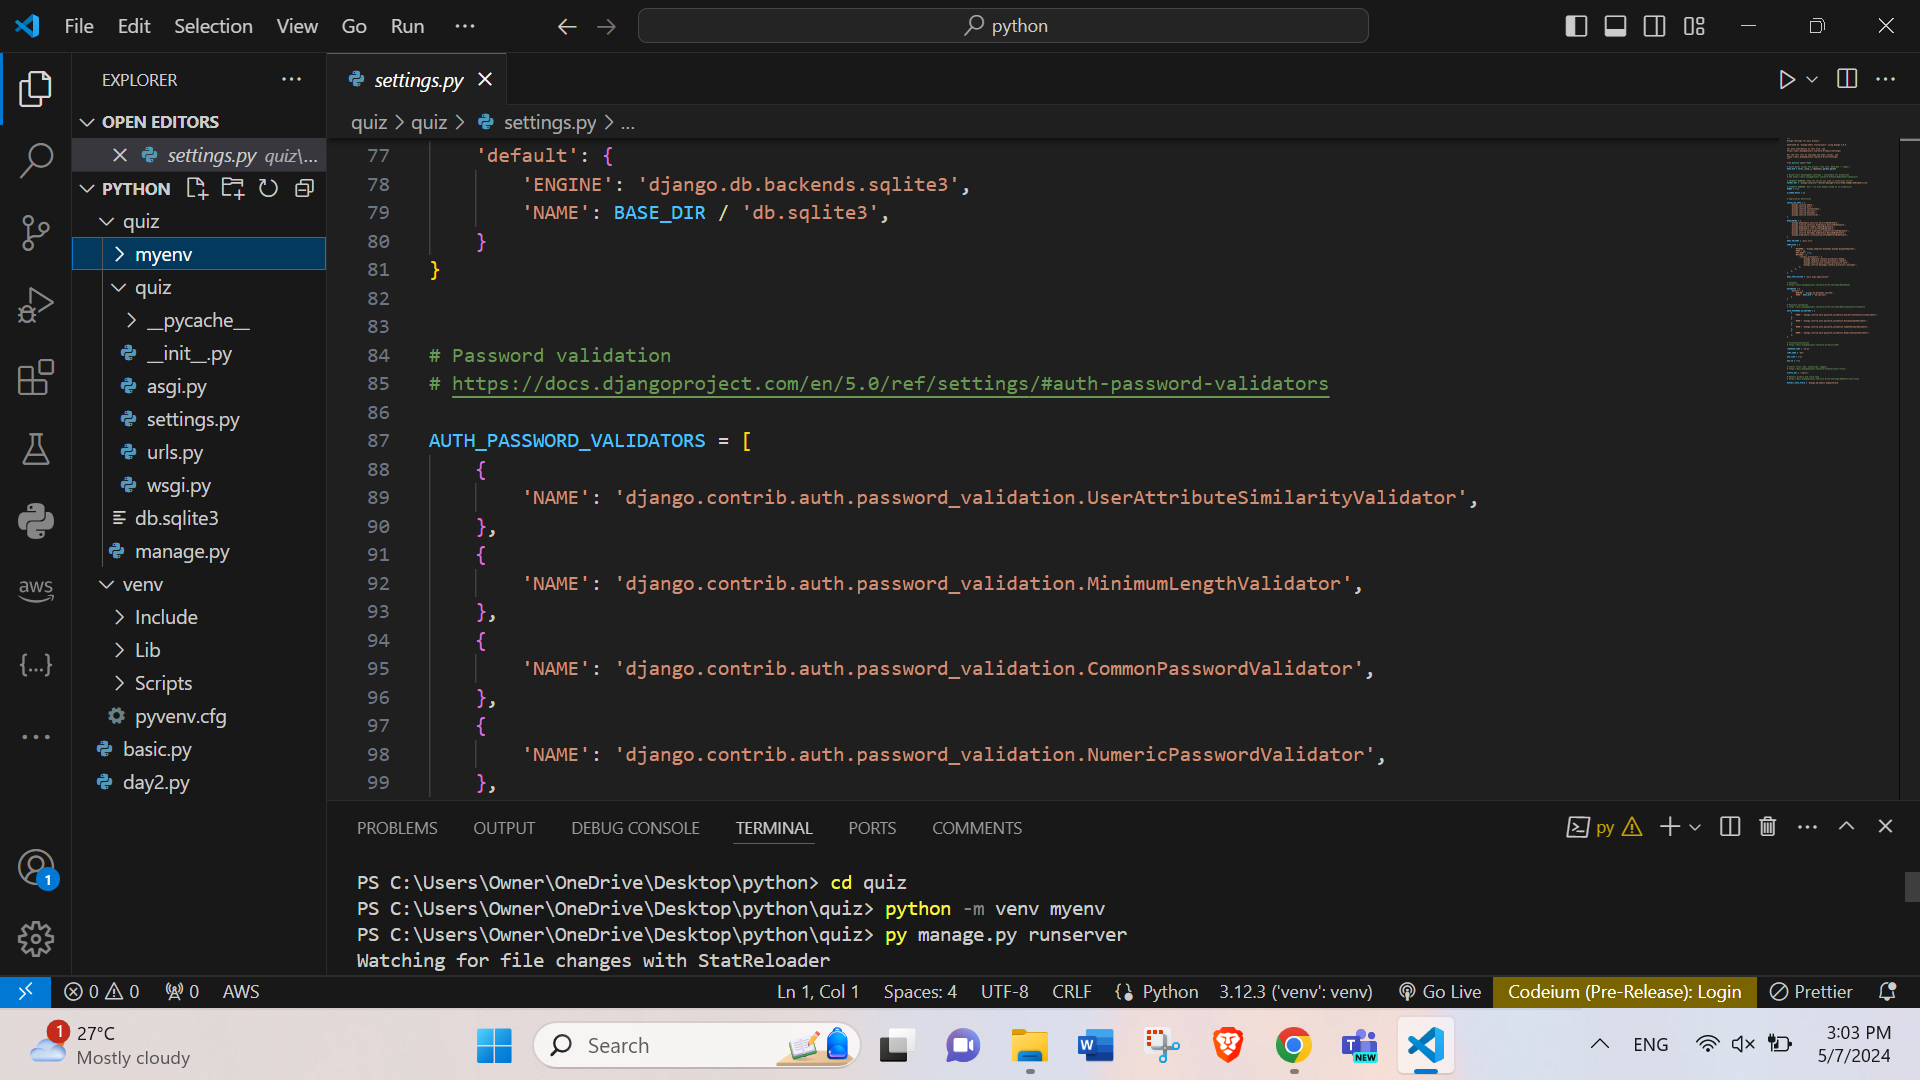 File Edit Selection View Go Run ...
python
EXPLORER
OPEN EDITORS
settings.py quiz\...
PYTHON
quiz
myenv
quiz
__pycache__
__init__.py
asgi.py
settings.py
urls.py
wsgi.py
db.sqlite3
manage.py
venv
Include
Lib
Scripts
pyvenv.cfg
basic.py
day2.py
aws
1
settings.py
quiz > quiz > settings.py > ...
77 'default': {
78 'ENGINE': 'django.db.backends.sqlite3',
79 'NAME': BASE_DIR / 'db.sqlite3',
80 }
81 }
82
83
84 # Password validation
85 # https://docs.djangoproject.com/en/5.0/ref/settings/#auth-password-validators
86
87 AUTH_PASSWORD_VALIDATORS = [
88 {
89 'NAME': 'django.contrib.auth.password_validation.UserAttributeSimilarityValidator',
90 },
91 {
92 'NAME': 'django.contrib.auth.password_validation.MinimumLengthValidator',
93 },
94 {
95 'NAME': 'django.contrib.auth.password_validation.CommonPasswordValidator',
96 },
97 {
98 'NAME': 'django.contrib.auth.password_validation.NumericPasswordValidator',
99 },
PROBLEMS OUTPUT DEBUG CONSOLE TERMINAL PORTS COMMENTS
py
PS C:\Users\Owner\OneDrive\Desktop\python> cd quiz
PS C:\Users\Owner\OneDrive\Desktop\python\quiz> python -m venv myenv
PS C:\Users\Owner\OneDrive\Desktop\python\quiz> py manage.py runserver
Watching for file changes with StatReloader
0 0 0 AWS
Ln 1, Col 1 Spaces: 4 UTF-8 CRLF Python 3.12.3 ('venv': venv) Go Live Codeium (Pre-Release): Login Prettier
1
27°C
Mostly cloudy
Search
W
T
NEW
ENG
3:03 PM
5/7/2024